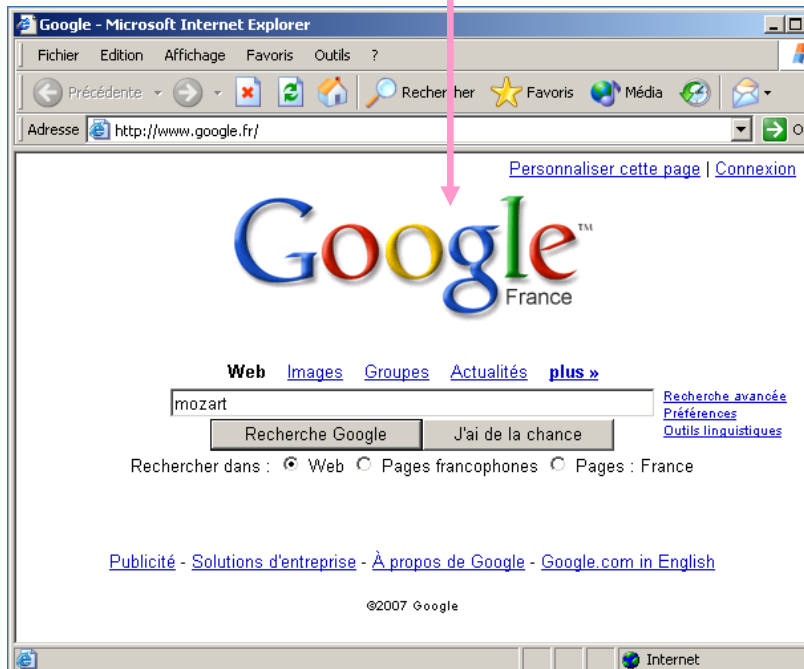 Google - Microsoft Internet Explorer
Fichier Edition Affichage Favoris Outils ?
Précédente Rechercher Favoris Média
Adresse http://www.google.fr/
Personnaliser cette page | Connexion
Google™
France
Web Images Groupes Actualités plus »
mozart
Recherche avancée
Préférences
Outils linguistiques
Recherche Google J'ai de la chance
Rechercher dans : Web Pages francophones Pages : France
Publicité - Solutions d'entreprise - À propos de Google - Google.com in English
©2007 Google
Internet